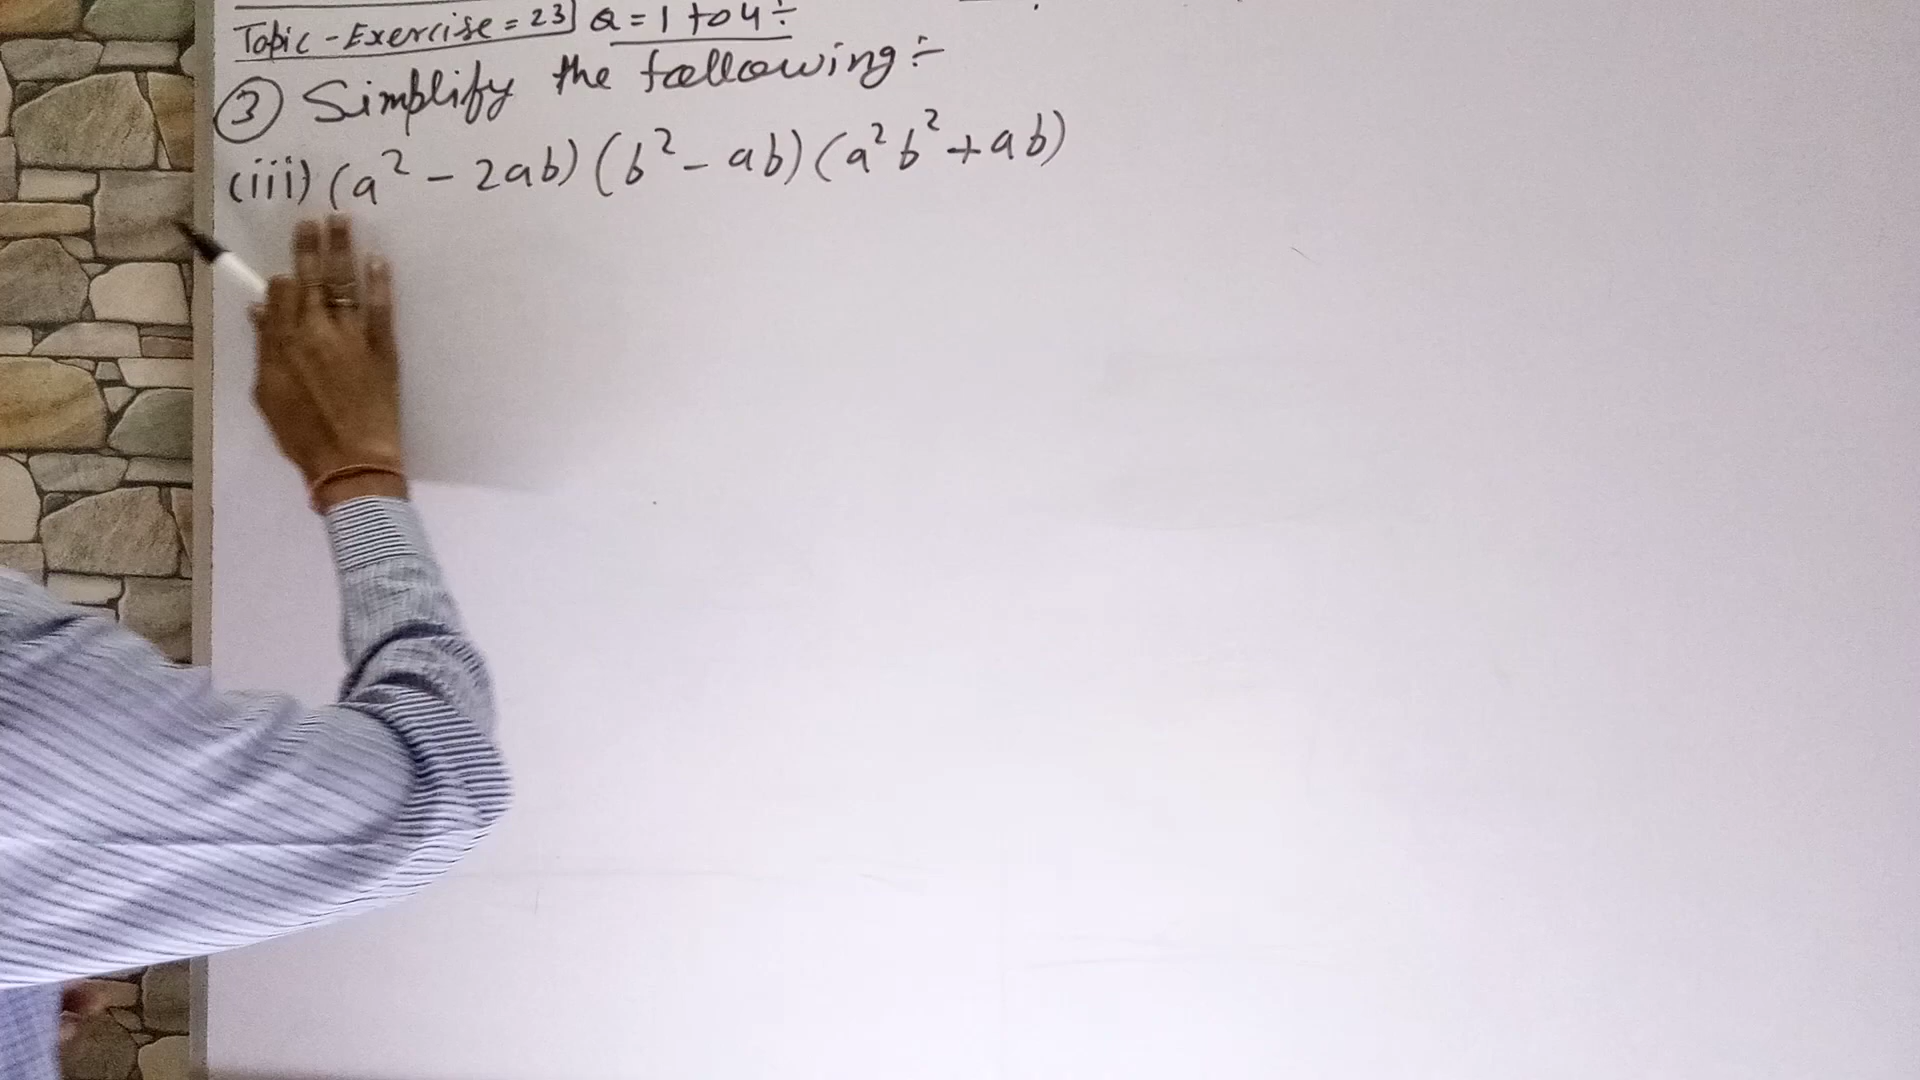 Topic - Exercise = 23] Q = 1 to 4 ÷
③ Simplify the following ÷
(iii) (a² - 2ab) (b² - ab) (a²b² + ab)